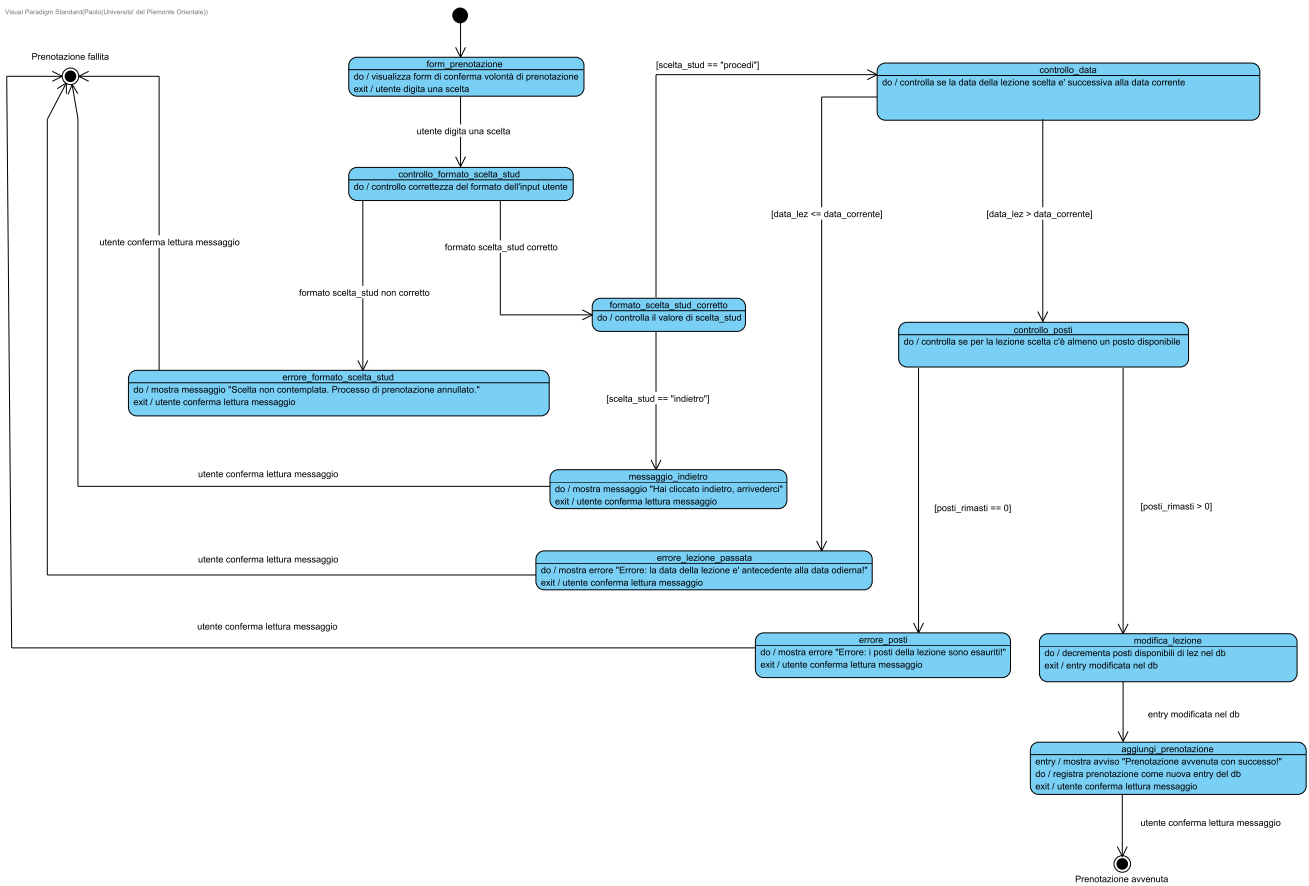 Visual Paradigm Standard(Paolo(Universita' del Piemonte Orientale))
Prenotazione fallita
form_prenotazione
do / visualizza form di conferma volontà di prenotazione
exit / utente digita una scelta
[scelta_stud == "procedi"]
controllo_data
do / controlla se la data della lezione scelta e' successiva alla data corrente
utente digita una scelta
controllo_formato_scelta_stud
do / controllo correttezza del formato dell'input utente
[data_lez <= data_corrente]
[data_lez > data_corrente]
utente conferma lettura messaggio
formato scelta_stud corretto
formato scelta_stud non corretto
formato_scelta_stud_corretto
do / controlla il valore di scelta_stud
controllo_posti
do / controlla se per la lezione scelta c'è almeno un posto disponibile
errore_formato_scelta_stud
do / mostra messaggio "Scelta non contemplata. Processo di prenotazione annullato."
exit / utente conferma lettura messaggio
[scelta_stud == "indietro"]
utente conferma lettura messaggio
messaggio_indietro
do / mostra messaggio "Hai cliccato indietro, arrivederci"
exit / utente conferma lettura messaggio
[posti_rimasti == 0]
[posti_rimasti > 0]
utente conferma lettura messaggio
errore_lezione_passata
do / mostra errore "Errore: la data della lezione e' antecedente alla data odierna!"
exit / utente conferma lettura messaggio
utente conferma lettura messaggio
errore_posti
do / mostra errore "Errore: i posti della lezione sono esauriti!"
exit / utente conferma lettura messaggio
modifica_lezione
do / decrementa posti disponibili di lez nel db
exit / entry modificata nel db
entry modificata nel db
aggiungi_prenotazione
entry / mostra avviso "Prenotazione avvenuta con successo!"
do / registra prenotazione come nuova entry del db
exit / utente conferma lettura messaggio
utente conferma lettura messaggio
Prenotazione avvenuta